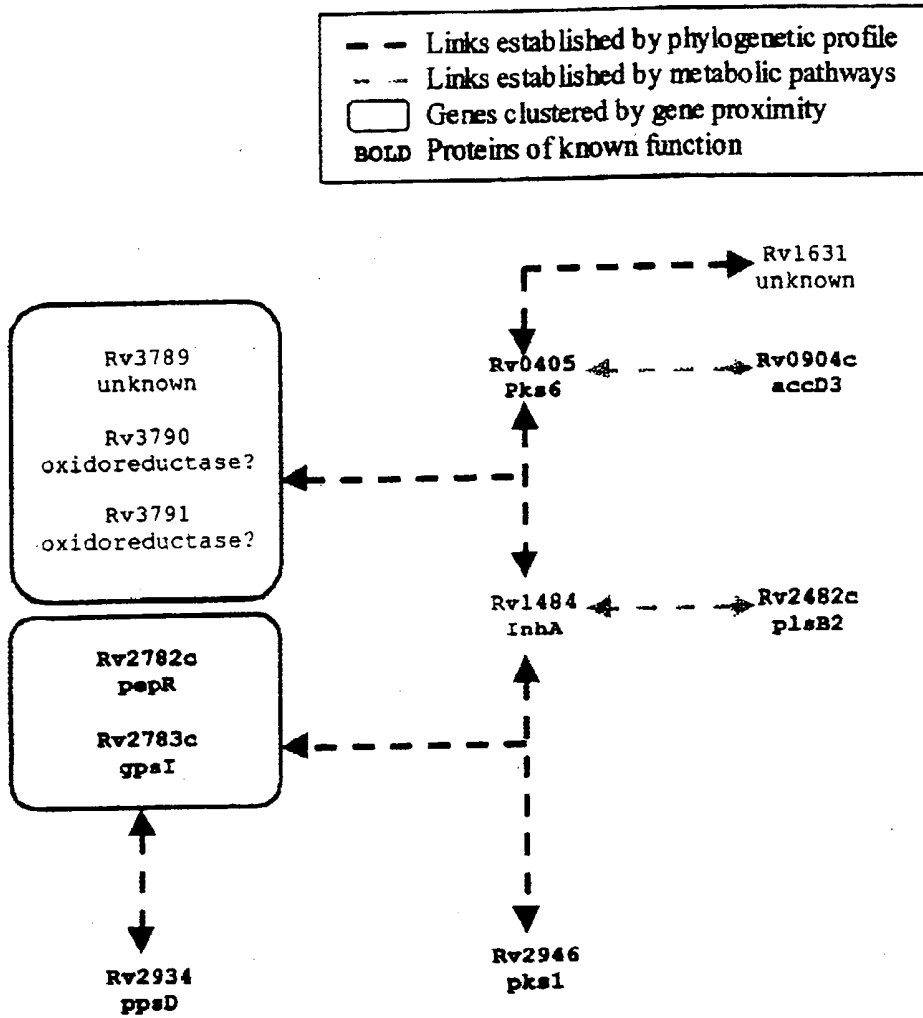 Links established by phylogenetic profile
Links established by metabolic pathways
Genes clustered by gene proximity
BOLD Proteins of known function
Rv1631
unknown
Rv3789
unknown
Rv0405
Pks6
Rv0904c
accD3
Rv3790
oxidoreductase?
Rv3791
oxidoreductase?
Rv1484
InhA
Rv2482c
plsB2
Rv2782c
pepR
Rv2783c
gpsI
Rv2934
ppsD
Rv2946
pks1